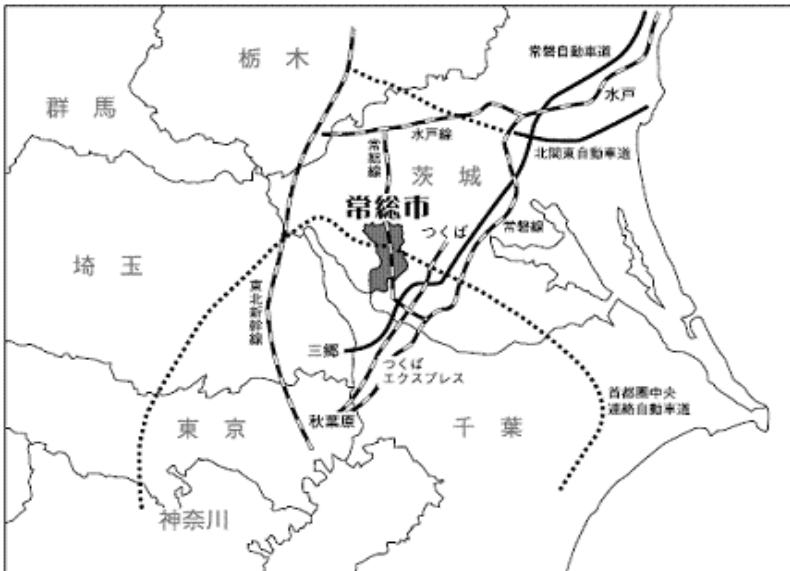 常磐自動車道
栃木
水戸
群馬
水戸線
北関東自動車道
常総線
茨城
常総市
つくば
常磐線
埼玉
東北新幹線
三郷
つくば
エクスプレス
首都圏中央
連絡自動車道
秋葉原
東京
千葉
神奈川